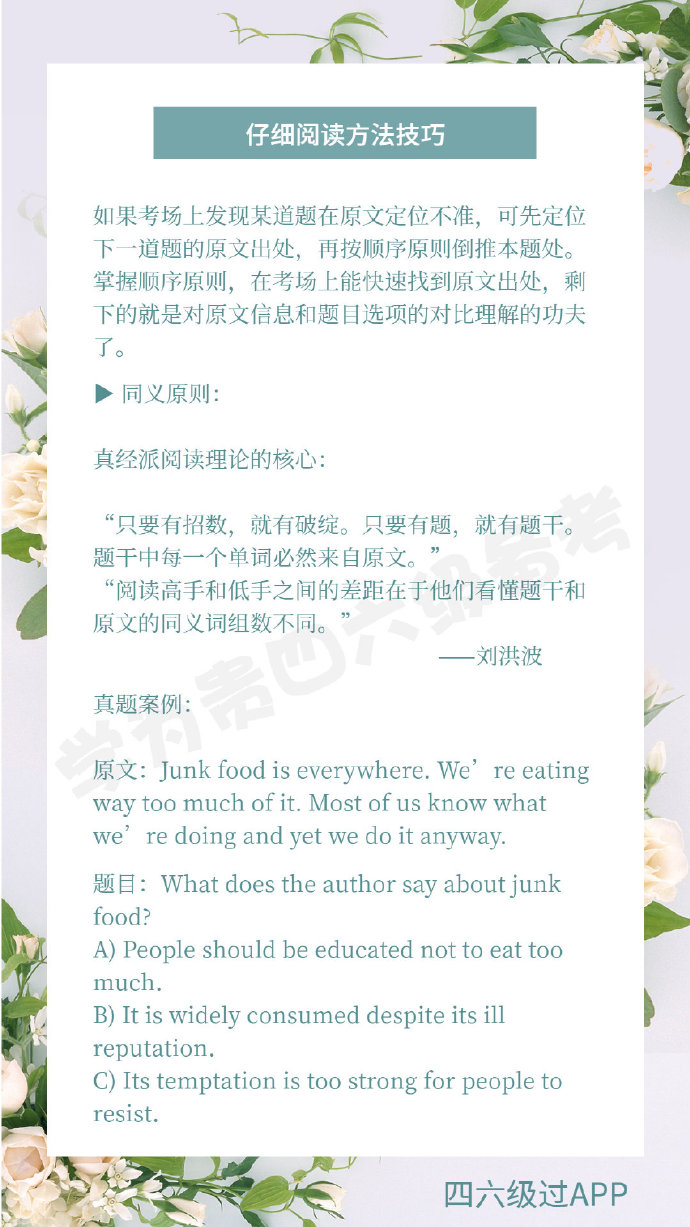 仔细阅读方法技巧
如果考场上发现某道题在原文定位不准，可先定位
下一道题的原文出处，再按顺序原则倒推本题处。
掌握顺序原则，在考场上能快速找到原文出处，剩
下的就是对原文信息和题目选项的对比理解的功夫
了。
▶ 同义原则：
真经派阅读理论的核心：
“只要有招数，就有破绽。只要有题，就有题干。
题干中每一个单词必然来自原文。”
“阅读高手和低手之间的差距在于他们看懂题干和
原文的同义词组数不同。”
——刘洪波
真题案例：
原文：Junk food is everywhere. We’re eating
way too much of it. Most of us know what
we’re doing and yet we do it anyway.
题目：What does the author say about junk
food?
A) People should be educated not to eat too
much.
B) It is widely consumed despite its ill
reputation.
C) Its temptation is too strong for people to
resist.
学为贵四六级备考
四六级过APP